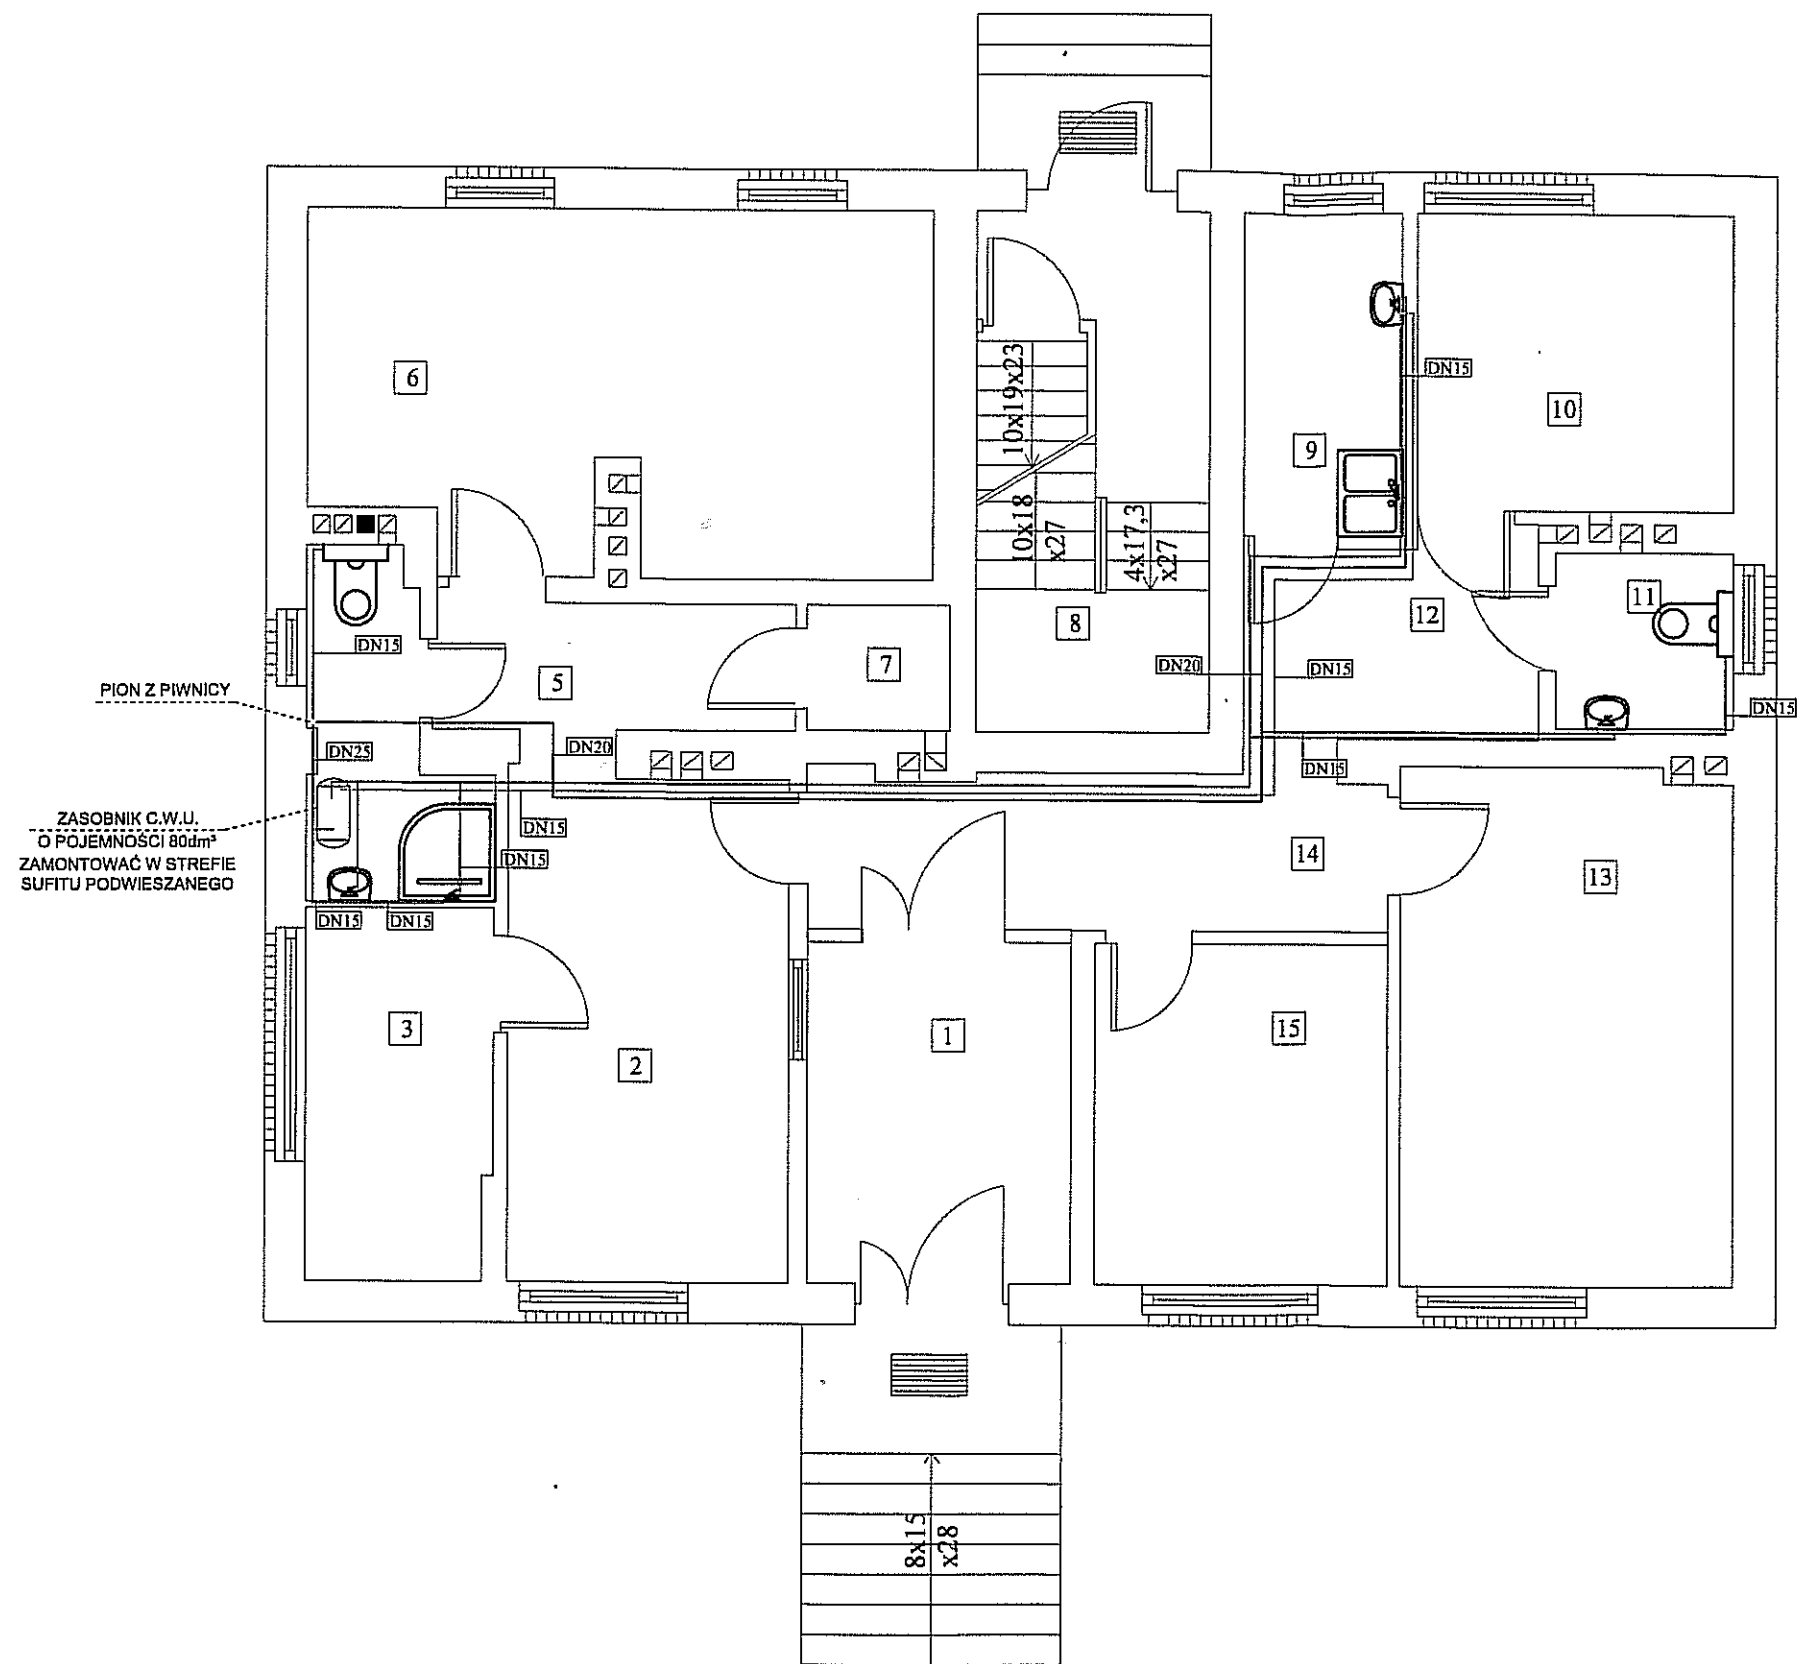 10x19x23
6
10
9
DN15
10x18
x27
4x17,3
x27
11
12
8
DN15
7
DN20
DN15
5
PION Z PIWNICY
DN15
DN25
DN20
DN15
ZASOBNIK C.W.U.
O POJEMNOŚCI 80dm³
ZAMONTOWAĆ W STREFIE
SUFITU PODWIESZANEGO
DN15
DN15
14
13
DN15
DN15
3
2
1
15
8x15
x28